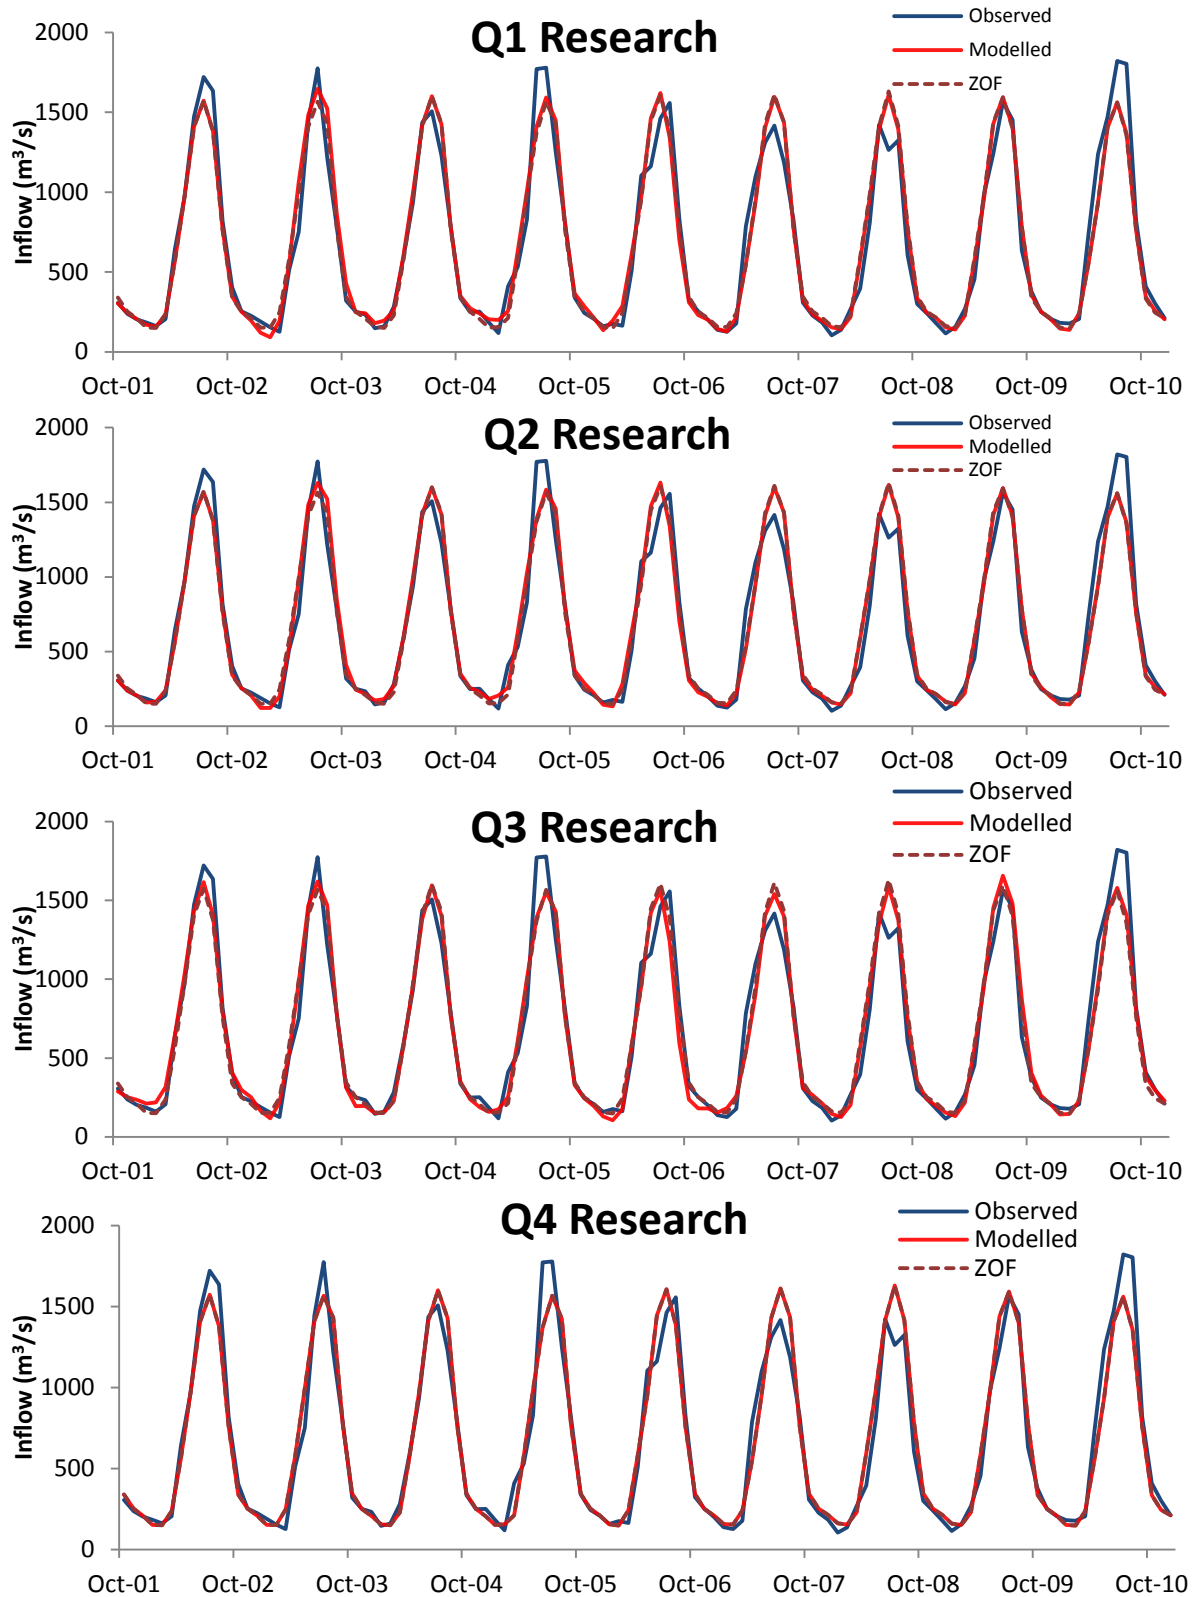 Q1 Research
Observed
Modelled
ZOF
Inflow (m³/s)
2000
1500
1000
500
0
Oct-01 Oct-02 Oct-03 Oct-04 Oct-05 Oct-06 Oct-07 Oct-08 Oct-09 Oct-10
Q2 Research
Observed
Modelled
ZOF
Inflow (m³/s)
2000
1500
1000
500
0
Oct-01 Oct-02 Oct-03 Oct-04 Oct-05 Oct-06 Oct-07 Oct-08 Oct-09 Oct-10
Q3 Research
Observed
Modelled
ZOF
Inflow (m³/s)
2000
1500
1000
500
0
Oct-01 Oct-02 Oct-03 Oct-04 Oct-05 Oct-06 Oct-07 Oct-08 Oct-09 Oct-10
Q4 Research
Observed
Modelled
ZOF
Inflow (m³/s)
2000
1500
1000
500
0
Oct-01 Oct-02 Oct-03 Oct-04 Oct-05 Oct-06 Oct-07 Oct-08 Oct-09 Oct-10